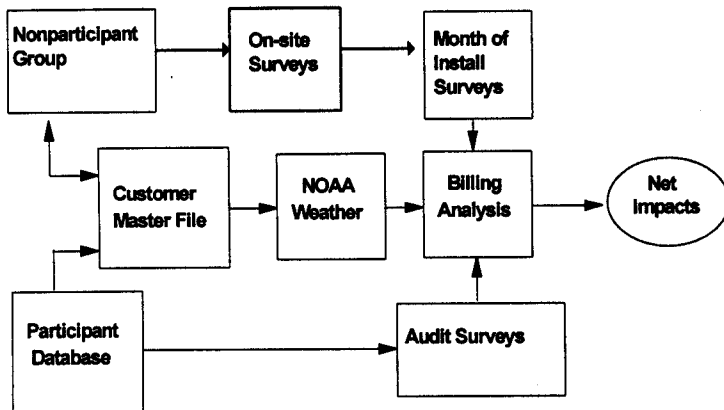 Nonparticipant
Group
On-site
Surveys
Month of
Install
Surveys
Customer
Master File
NOAA
Weather
Billing
Analysis
Net
Impacts
Participant
Database
Audit Surveys